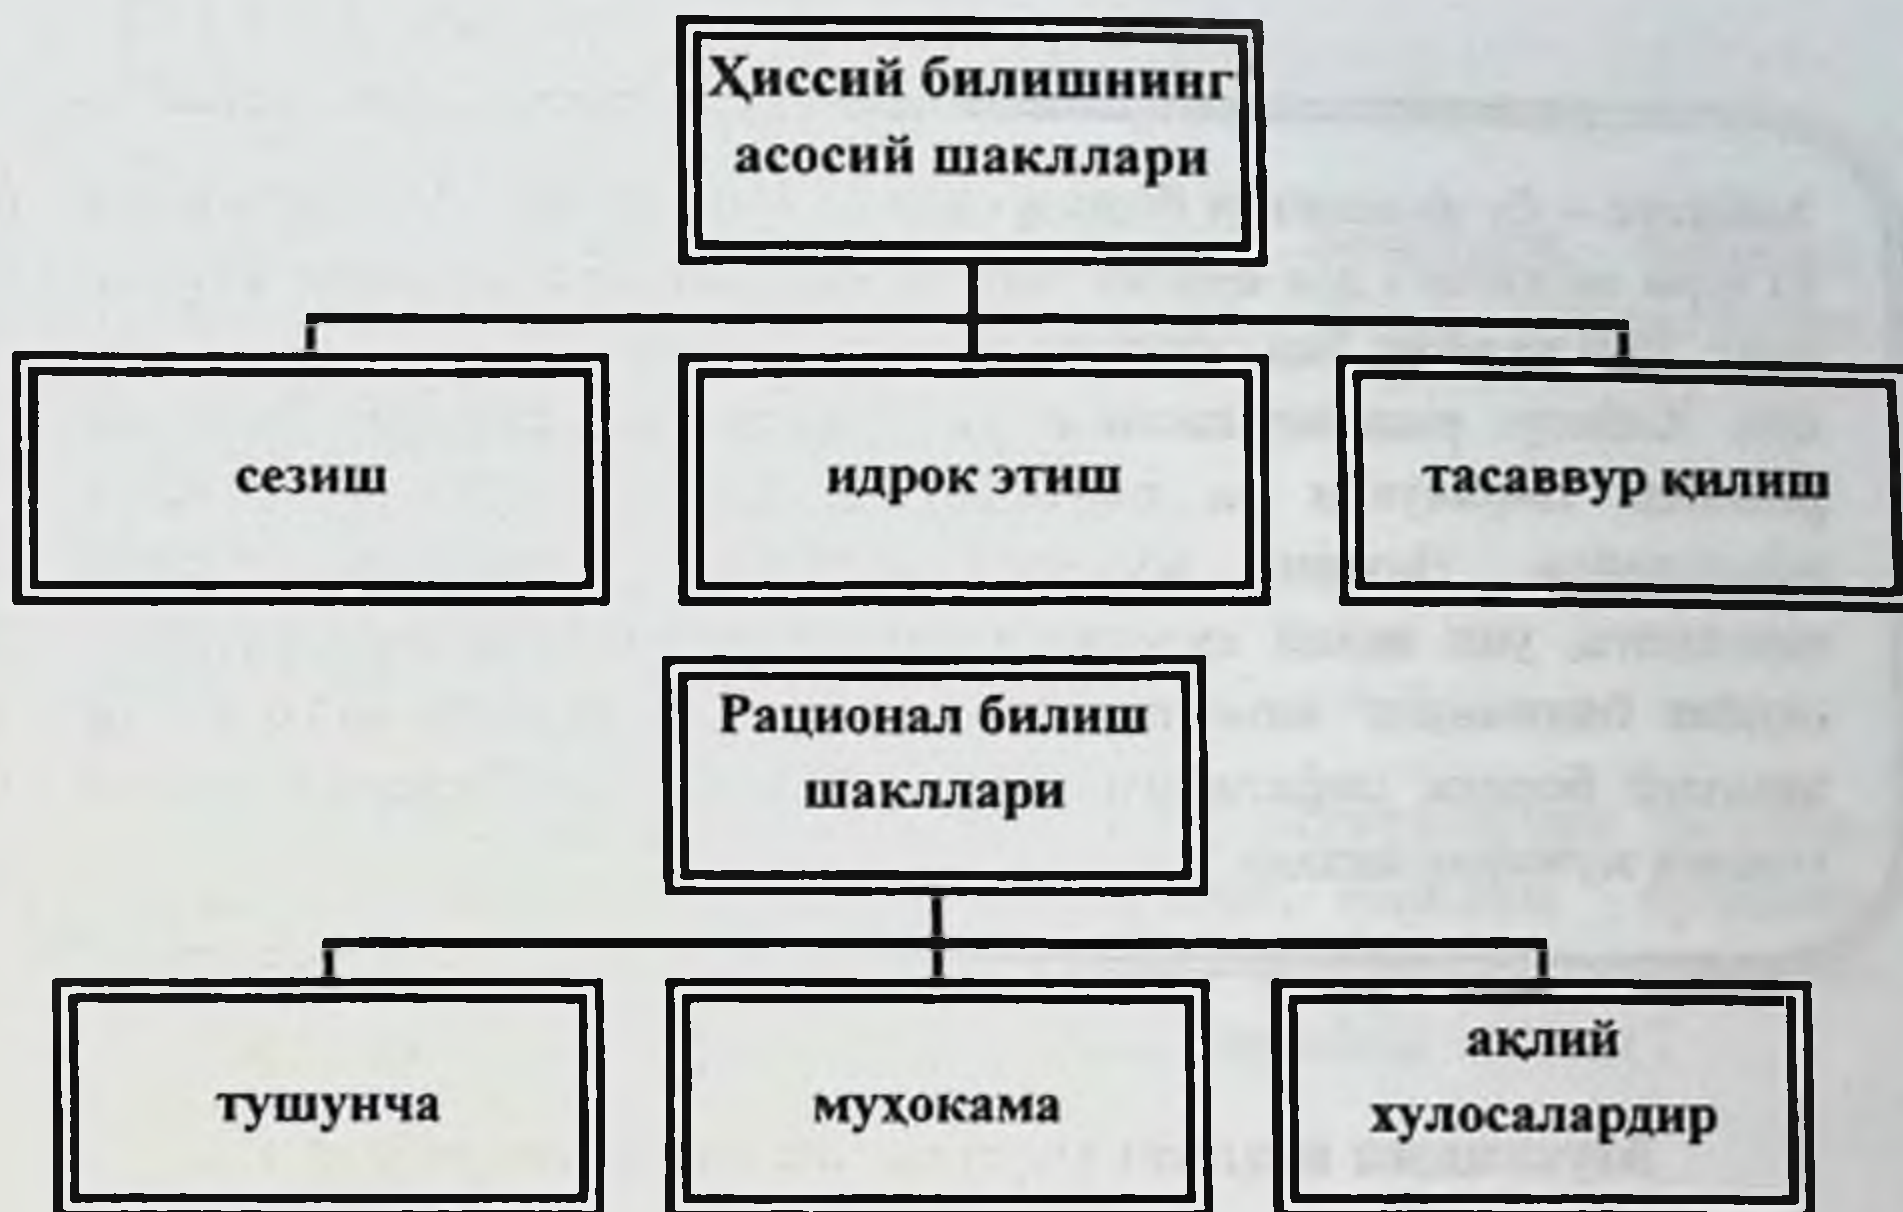 Ҳиссий билишнинг
асосий шакллари
сезиш
идрок этиш
тасаввур қилиш
Рационал билиш
шакллари
тушунча
муҳокама
ақлий
хулосалардир